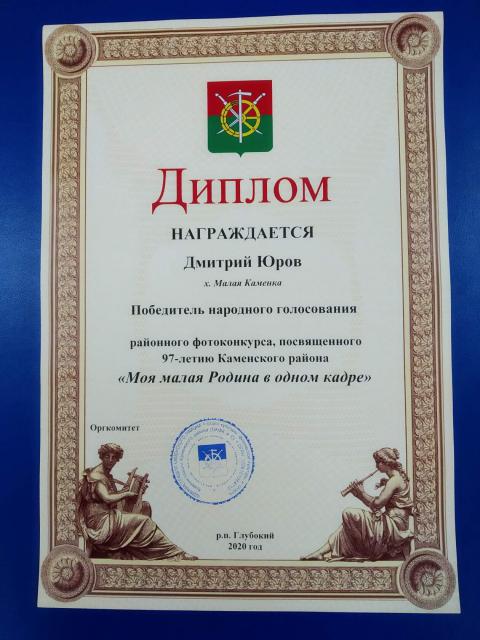 Диплом
НАГРАЖДАЕТСЯ
Дмитрий Юров
х. Малая Каменка
Победитель народного голосования
районного фотоконкурса, посвященного
97-летию Каменского района
«Моя малая Родина в одном кадре»
Оргкомитет
р.п. Глубокий
2020 год